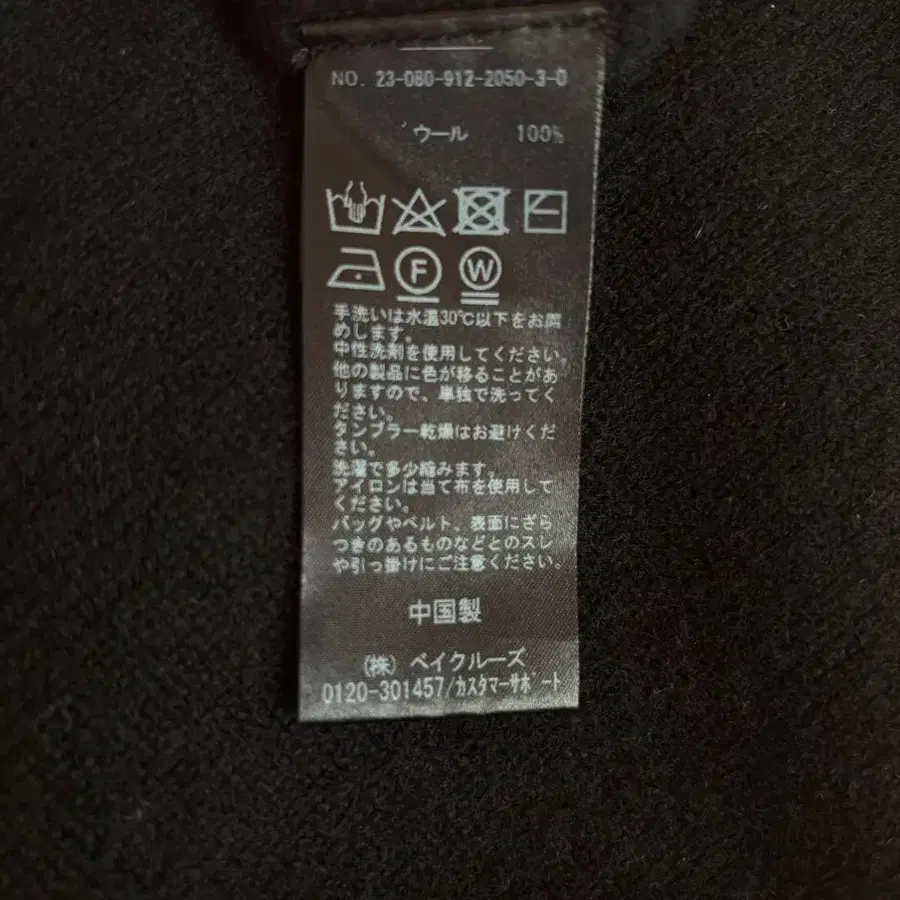 NO. 23-080-912-2050-3-0
ウール 100%
F W
手洗いは水温30℃以下をお薦
めします。
中性洗剤を使用してください。
他の製品に色が移ることがあ
りますので、単独で洗ってく
ださい。
タンブラー乾燥はお避けくだ
さい。
洗濯で多少縮みます。
アイロンは当て布を使用して
ください。
バッグやベルト、表面にざら
つきのあるものなどとのスレ
や引っ掛けにご注意ください。
中国製
(株) ベイクルーズ
0120-301457/カスタマーサポート